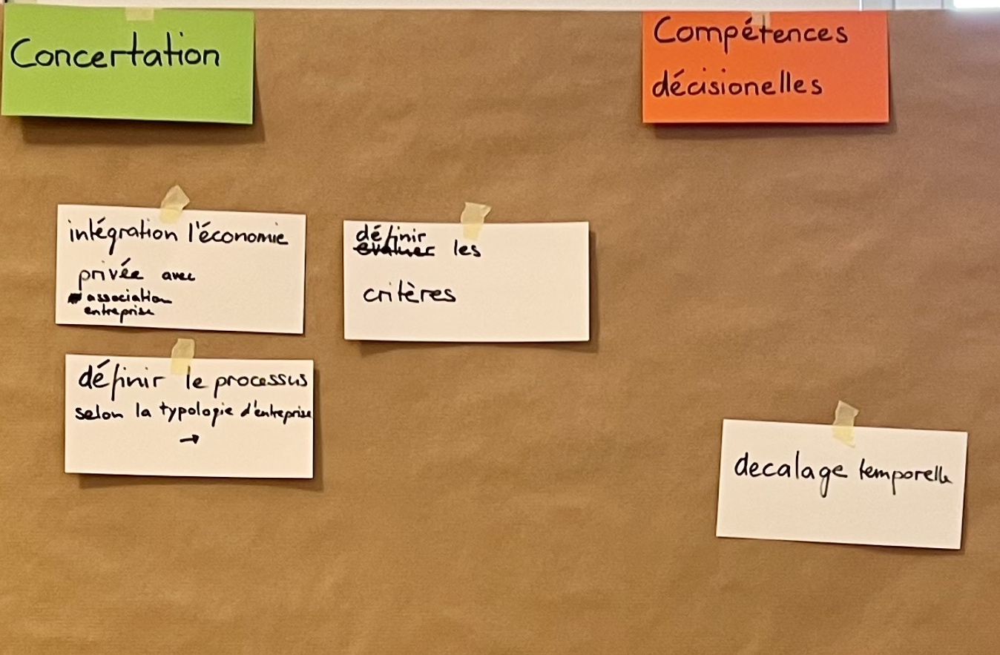 Concertation
Compétences
décisionelles
intégration l'économie
privée avec
association
entreprise
définir
evaluer les
critères
définir le processus
selon la typologie d'entreprise
→
decalage temporelle